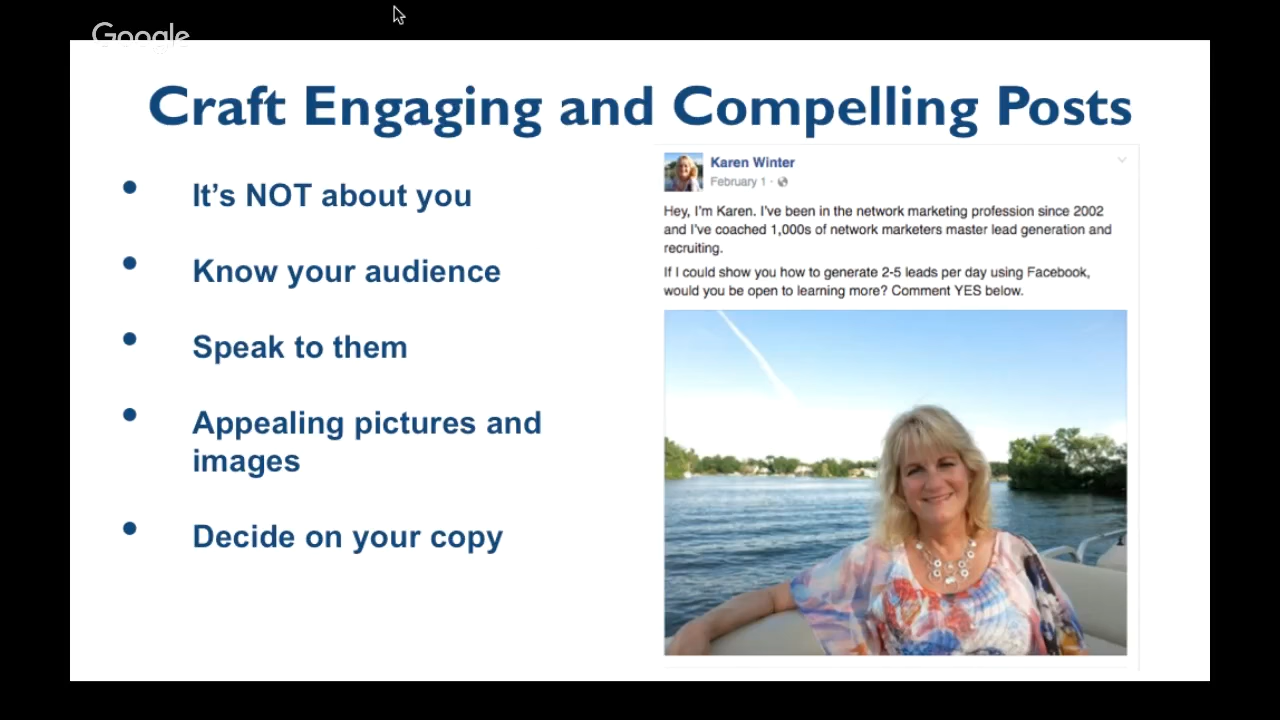 Google
Craft Engaging and Compelling Posts
• It’s NOT about you
• Know your audience
• Speak to them
• Appealing pictures and
images
• Decide on your copy
Karen Winter
February 1 ·
Hey, I’m Karen. I’ve been in the network marketing profession since 2002
and I’ve coached 1,000s of network marketers master lead generation and
recruiting.
If I could show you how to generate 2-5 leads per day using Facebook,
would you be open to learning more? Comment YES below.